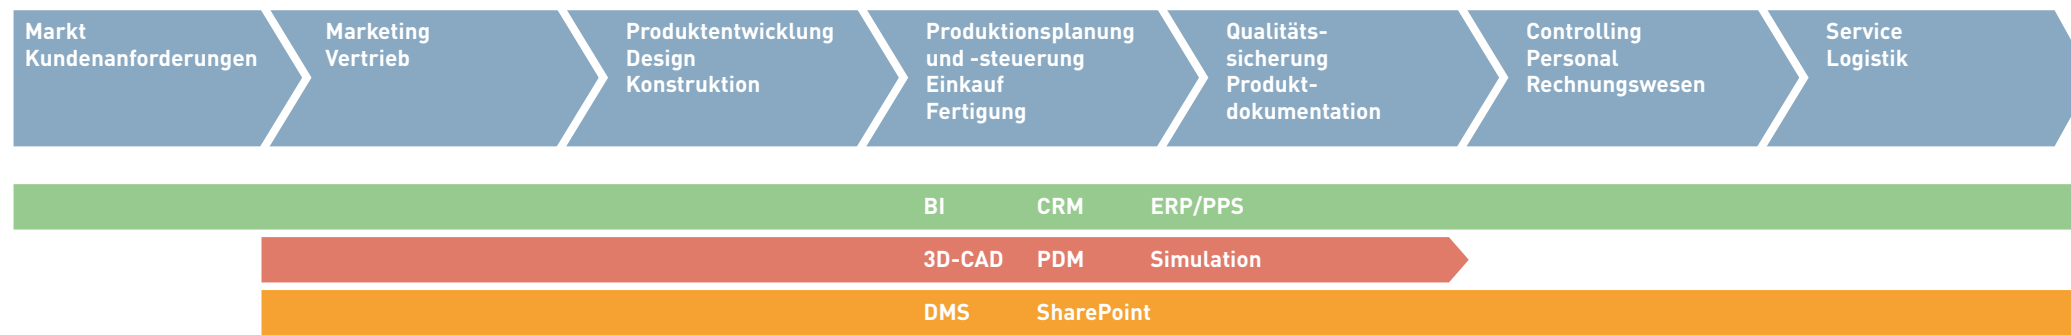 Markt
Kundenanforderungen
Marketing
Vertrieb
Produktentwicklung
Design
Konstruktion
Produktionsplanung
und -steuerung
Einkauf
Fertigung
Qualitäts-
sicherung
Produkt-
dokumentation
Controlling
Personal
Rechnungswesen
Service
Logistik
BI CRM ERP/PPS
3D-CAD PDM Simulation
DMS SharePoint